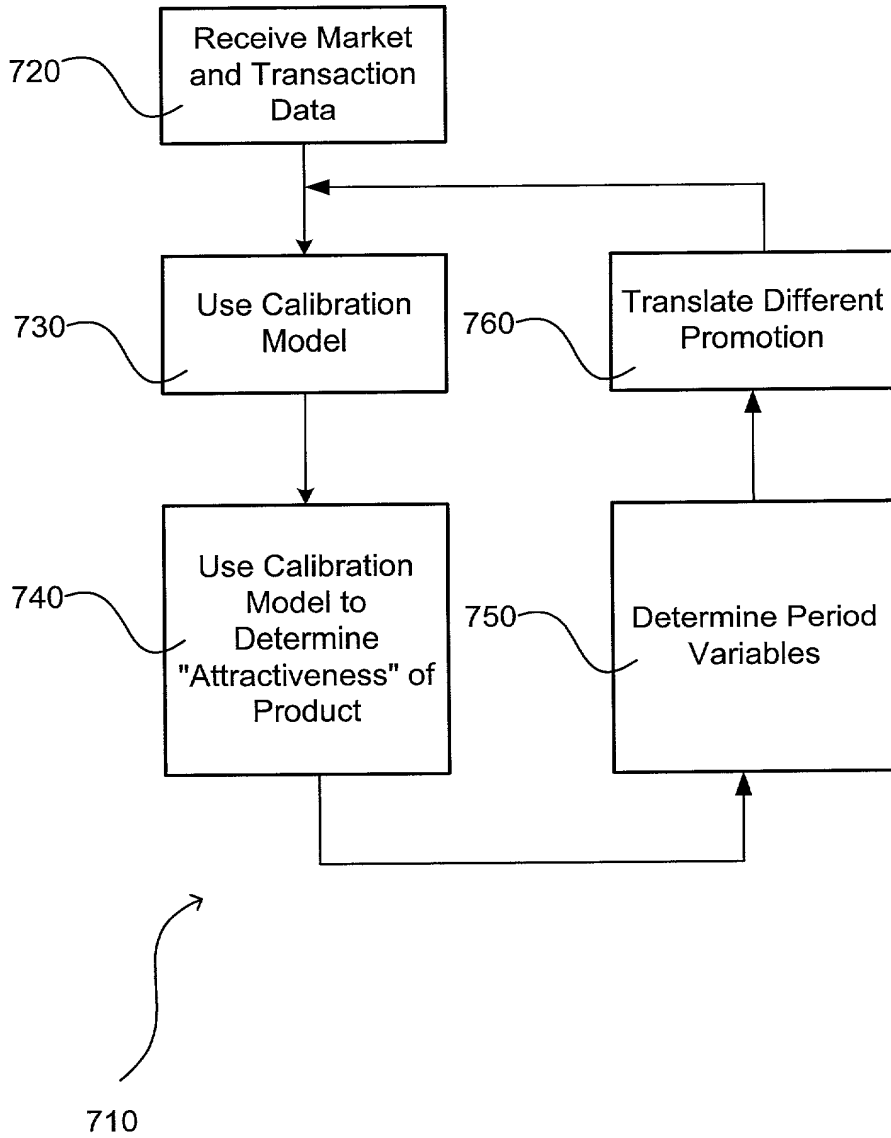 Receive Market
and Transaction
Data
720
Use Calibration
Model
730
Translate Different
Promotion
760
Use Calibration
Model to
Determine
"Attractiveness" of
Product
740
Determine Period
Variables
750
710